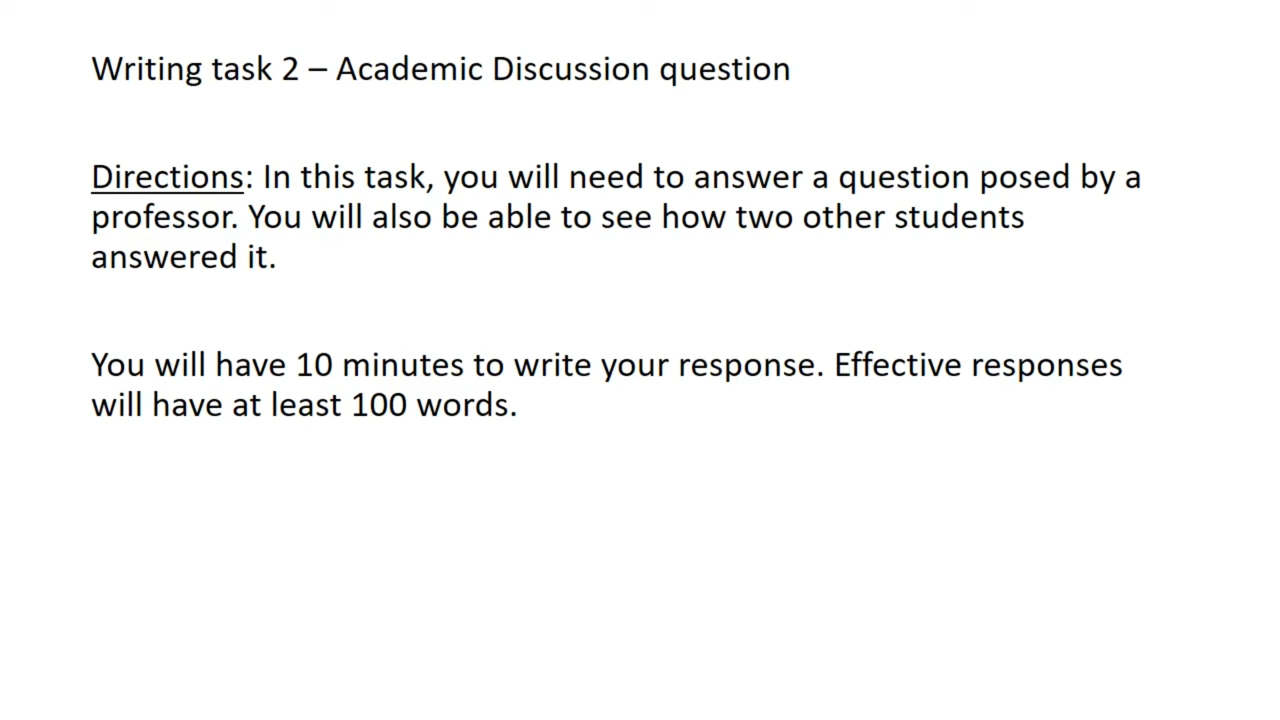 Writing task 2 – Academic Discussion question
Directions: In this task, you will need to answer a question posed by a
professor. You will also be able to see how two other students
answered it.
You will have 10 minutes to write your response. Effective responses
will have at least 100 words.